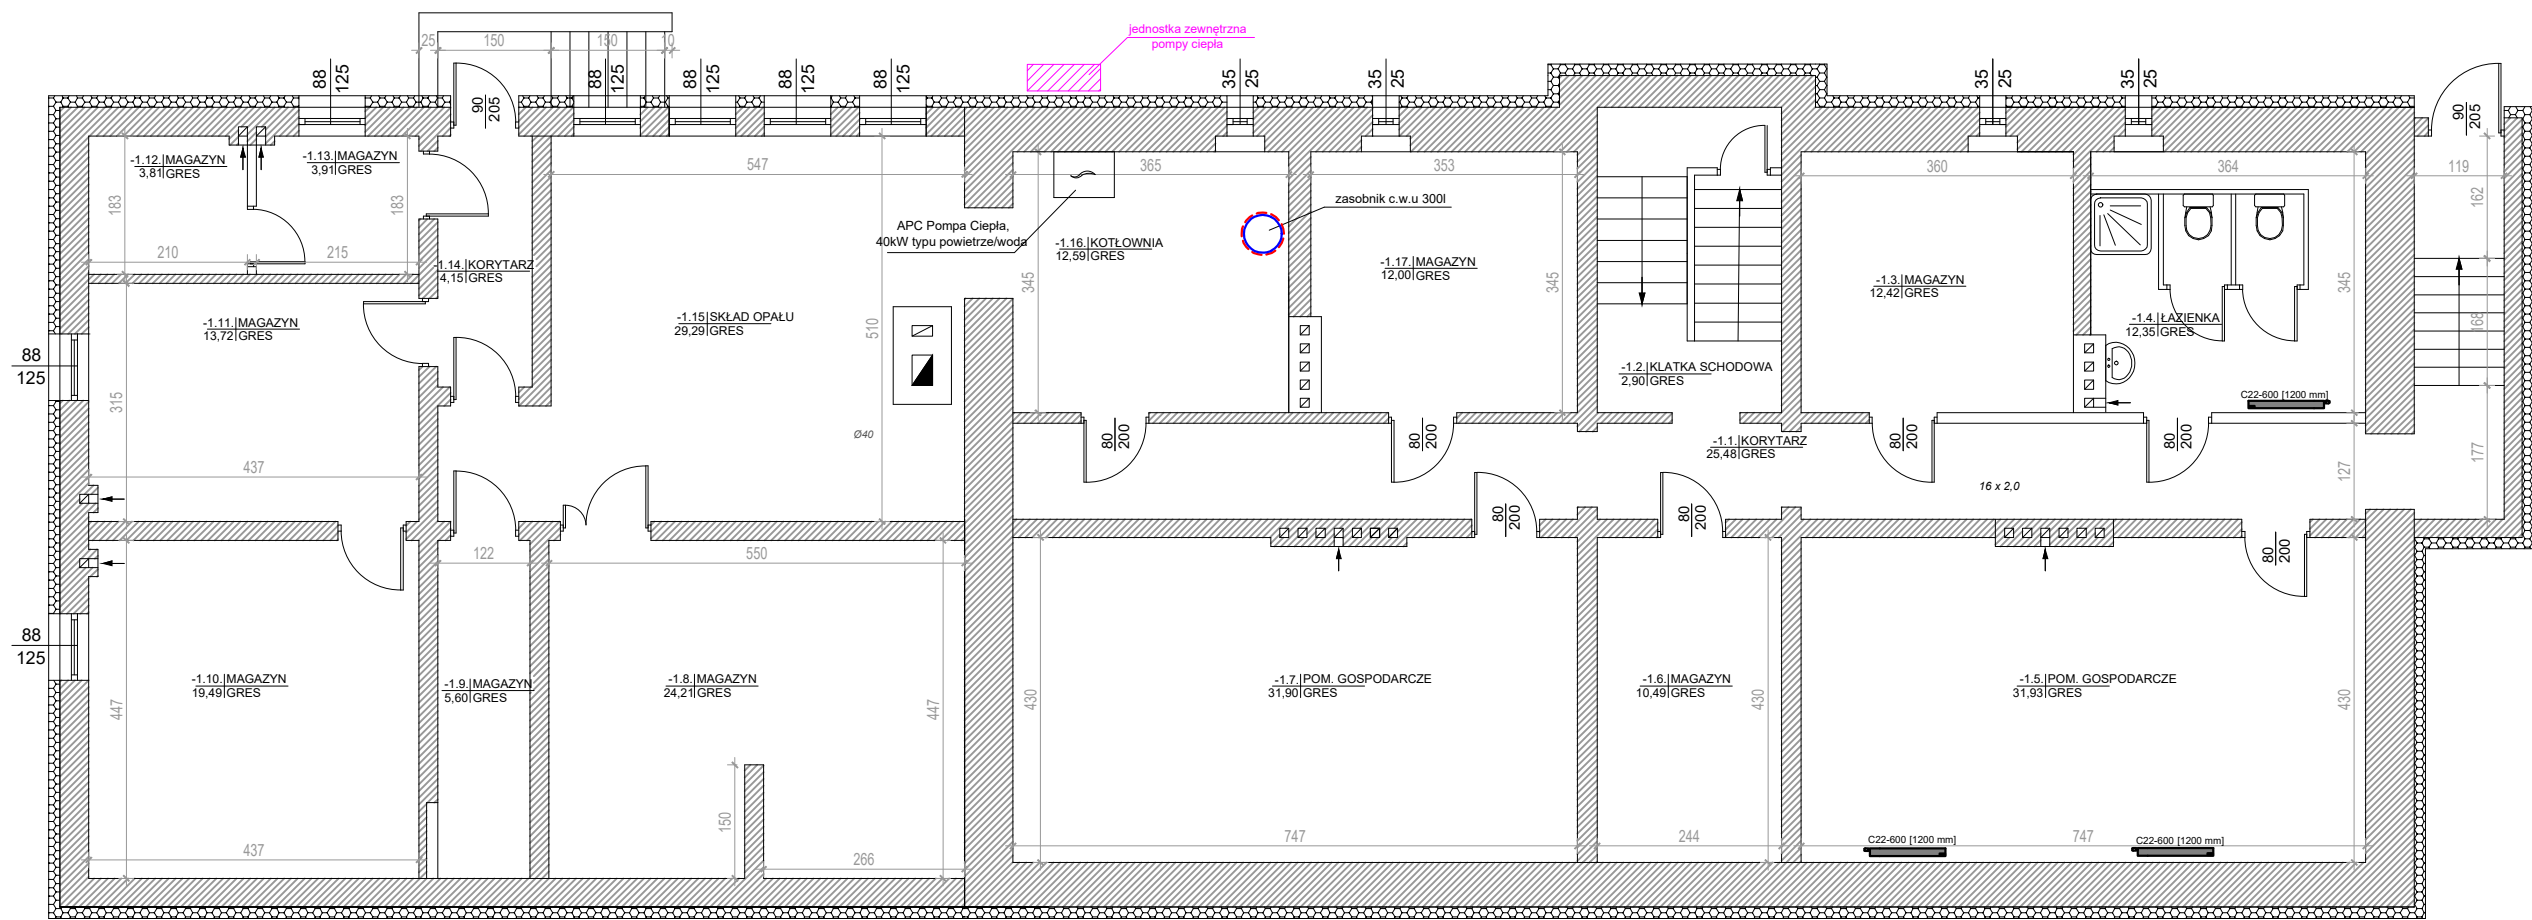 jednostka zewnętrzna
pompy ciepła
25
150
150
10
88
125
88
125
88
125
88
125
88
125
35
25
35
25
35
25
35
25
90
205
90
205
-1.12. MAGAZYN
3,81 GRES
-1.13. MAGAZYN
3,91 GRES
183
183
210
215
547
365
353
360
364
119
162
APC Pompa Ciepła,
40kW typu powietrze/woda
zasobnik c.w.u 300l
-1.14. KORYTARZ
4,15 GRES
-1.16. KOTŁOWNIA
12,59 GRES
-1.17. MAGAZYN
12,00 GRES
-1.3. MAGAZYN
12,42 GRES
-1.4. ŁAZIENKA
12,35 GRES
345
345
345
168
-1.11. MAGAZYN
13,72 GRES
-1.15 SKŁAD OPAŁU
29,29 GRES
510
88
125
315
-1.2. KLATKA SCHODOWA
2,90 GRES
C22-600 [1200 mm]
Ø40
437
80
200
80
200
-1.1. KORYTARZ
25,48 GRES
80
200
80
200
127
177
16 x 2,0
80
200
80
200
80
200
122
550
88
125
-1.10. MAGAZYN
19,49 GRES
-1.9. MAGAZYN
5,60 GRES
-1.8. MAGAZYN
24,21 GRES
-1.7. POM. GOSPODARCZE
31,90 GRES
-1.6. MAGAZYN
10,49 GRES
-1.5. POM. GOSPODARCZE
31,93 GRES
447
447
430
430
430
150
437
266
747
244
C22-600 [1200 mm]
747
C22-600 [1200 mm]